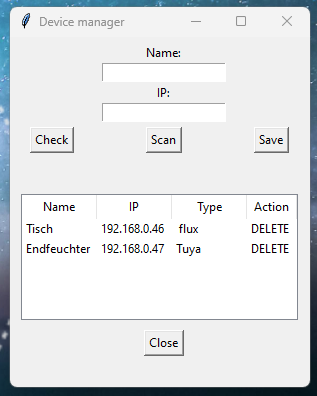 Device manager
Name:
IP:
Check Scan Save
Name IP Type Action
Tisch 192.168.0.46 flux DELETE
Endfeuchter 192.168.0.47 Tuya DELETE
Close